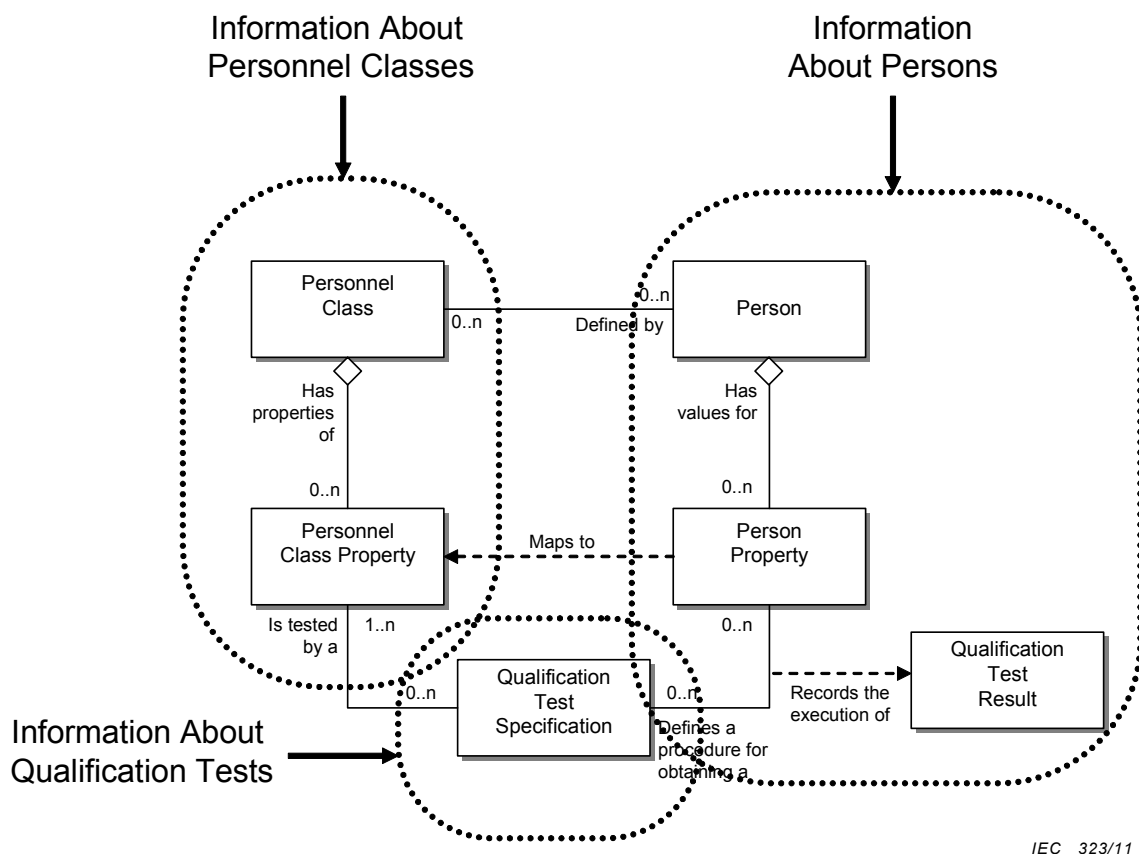 Information About
Personnel Classes
Information
About Persons
Personnel
Class
0..n
0..n
Defined by
Person
Has
properties
of
0..n
Has
values for
0..n
Personnel
Class Property
Maps to
Person
Property
Is tested
by a
1..n
0..n
0..n
Qualification
Test
Specification
0..n
Defines a
procedure for
obtaining a
Records the
execution of
Qualification
Test
Result
Information About
Qualification Tests
IEC 323/11